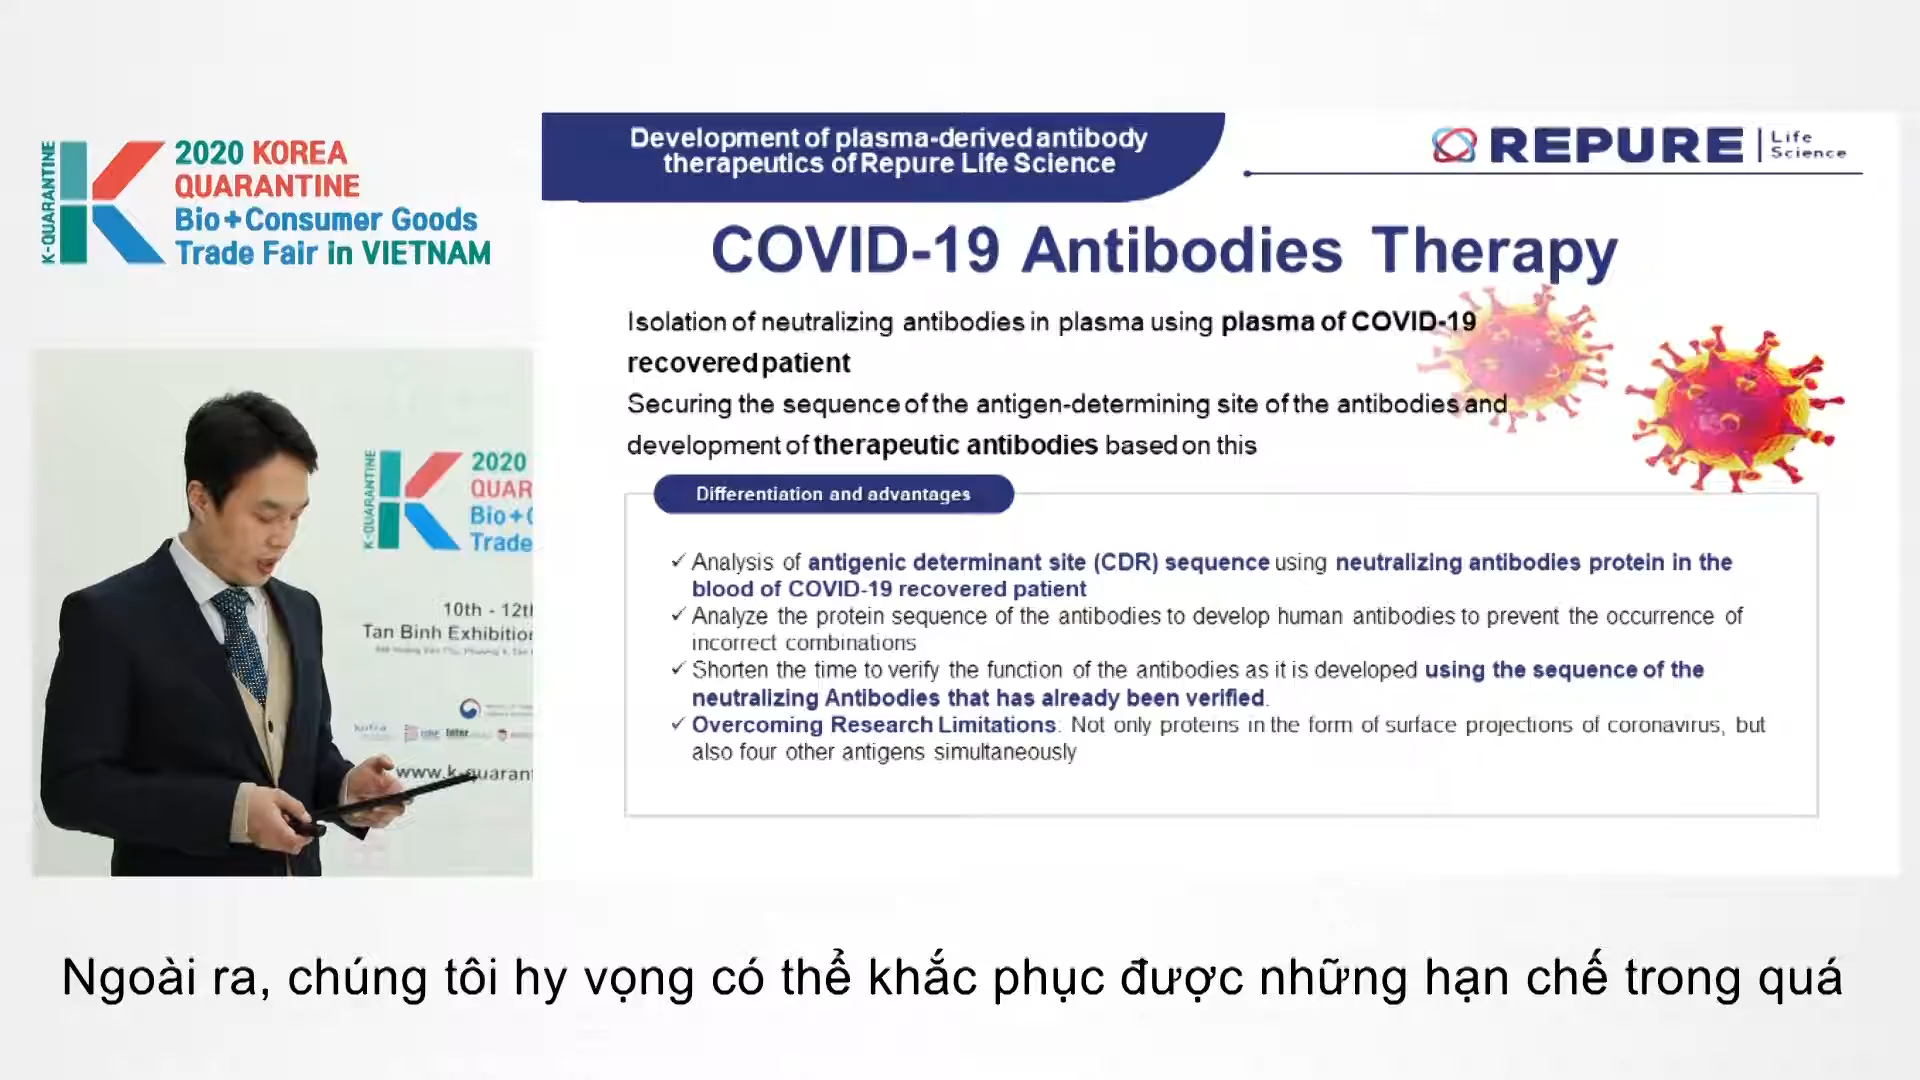 K-QUARANTINE
2020 KOREA
QUARANTINE
Bio+Consumer Goods
Trade Fair in VIETNAM
Development of plasma-derived antibody
therapeutics of Repure Life Science
REPURE
Life
Science
COVID-19 Antibodies Therapy
Isolation of neutralizing antibodies in plasma using plasma of COVID-19
recovered patient
Securing the sequence of the antigen-determining site of the antibodies and
development of therapeutic antibodies based on this
Differentiation and advantages
✓ Analysis of antigenic determinant site (CDR) sequence using neutralizing antibodies protein in the
blood of COVID-19 recovered patient
✓ Analyze the protein sequence of the antibodies to develop human antibodies to prevent the occurrence of
incorrect combinations
✓ Shorten the time to verify the function of the antibodies as it is developed using the sequence of the
neutralizing Antibodies that has already been verified.
✓ Overcoming Research Limitations: Not only proteins in the form of surface projections of coronavirus, but
also four other antigens simultaneously
K-QUARANTINE
2020
QUAR
Bio+C
Trade
10th - 12th
Tan Binh Exhibition
www.k-quarant
Ngoài ra, chúng tôi hy vọng có thể khắc phục được những hạn chế trong quá